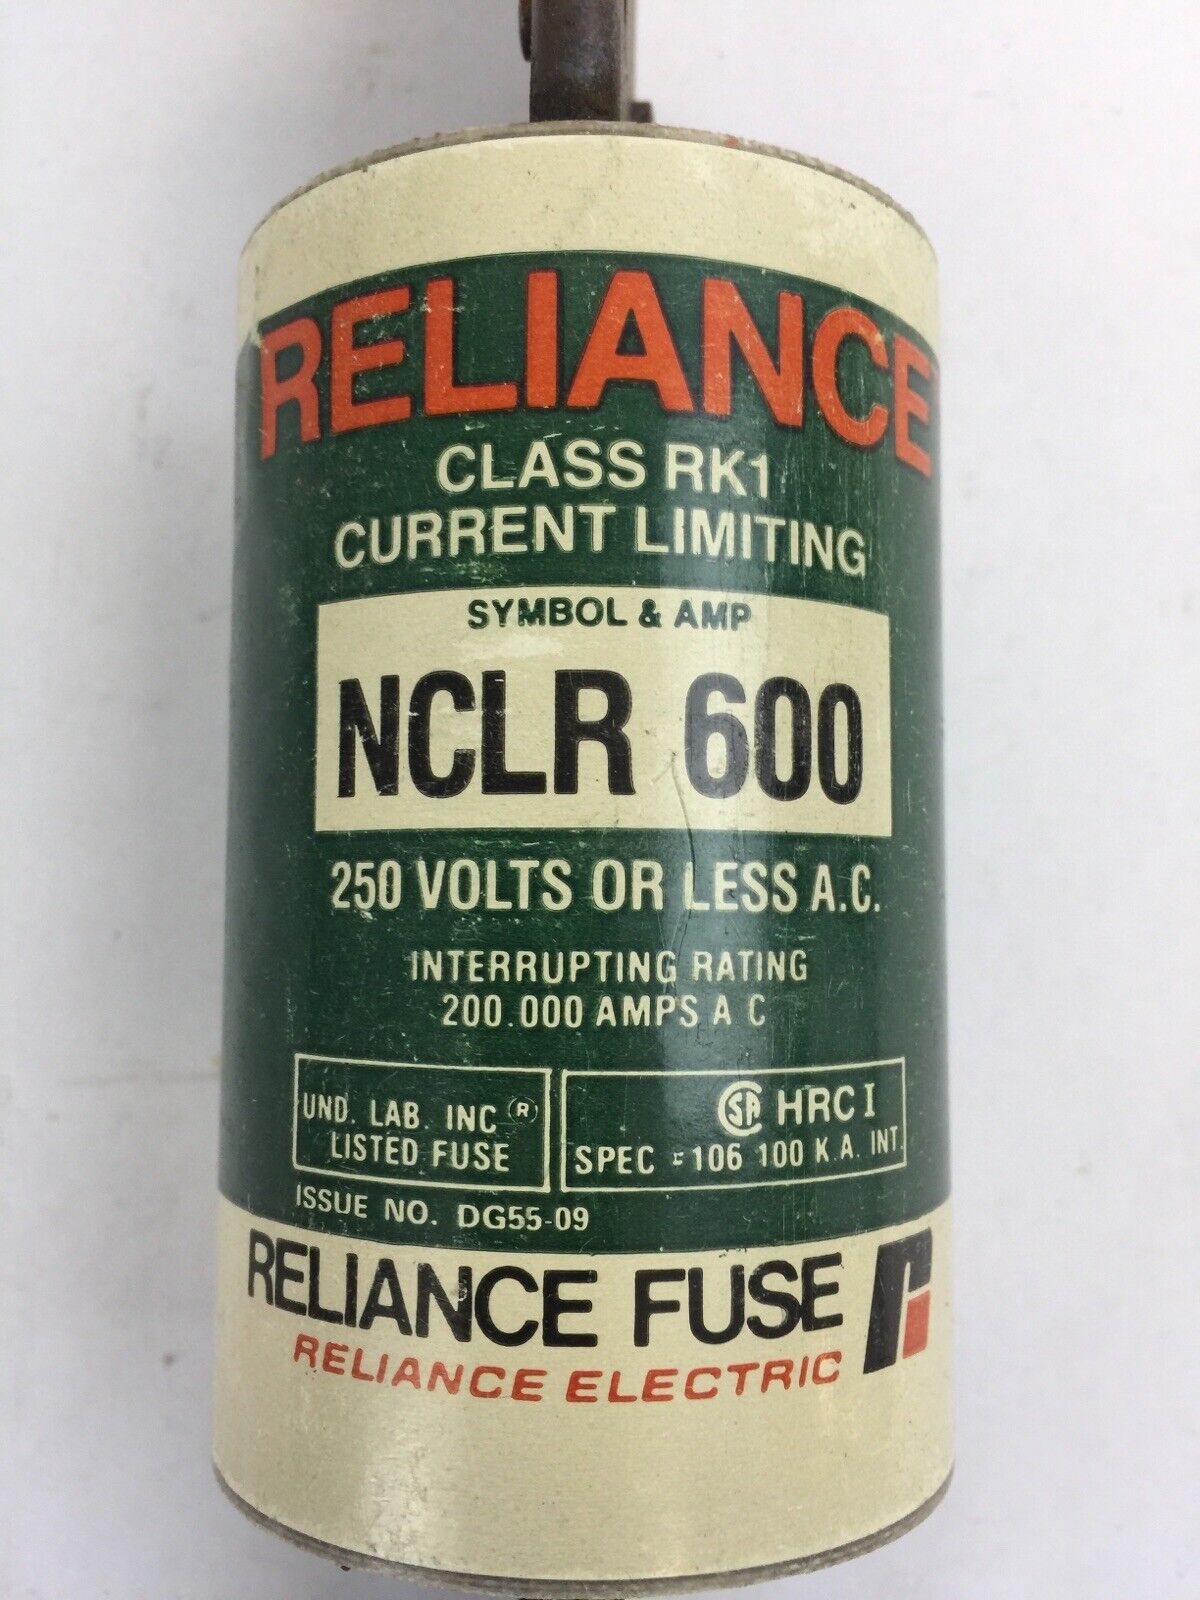 RELIANCE
CLASS RK1
CURRENT LIMITING
SYMBOL & AMP
NCLR 600
250 VOLTS OR LESS A.C.
INTERRUPTING RATING
200.000 AMPS A C
UND. LAB. INC ®
LISTED FUSE
CSA HRC I
SPEC = 106 100 K.A. INT.
ISSUE NO. DG55-09
RELIANCE FUSE
RELIANCE ELECTRIC